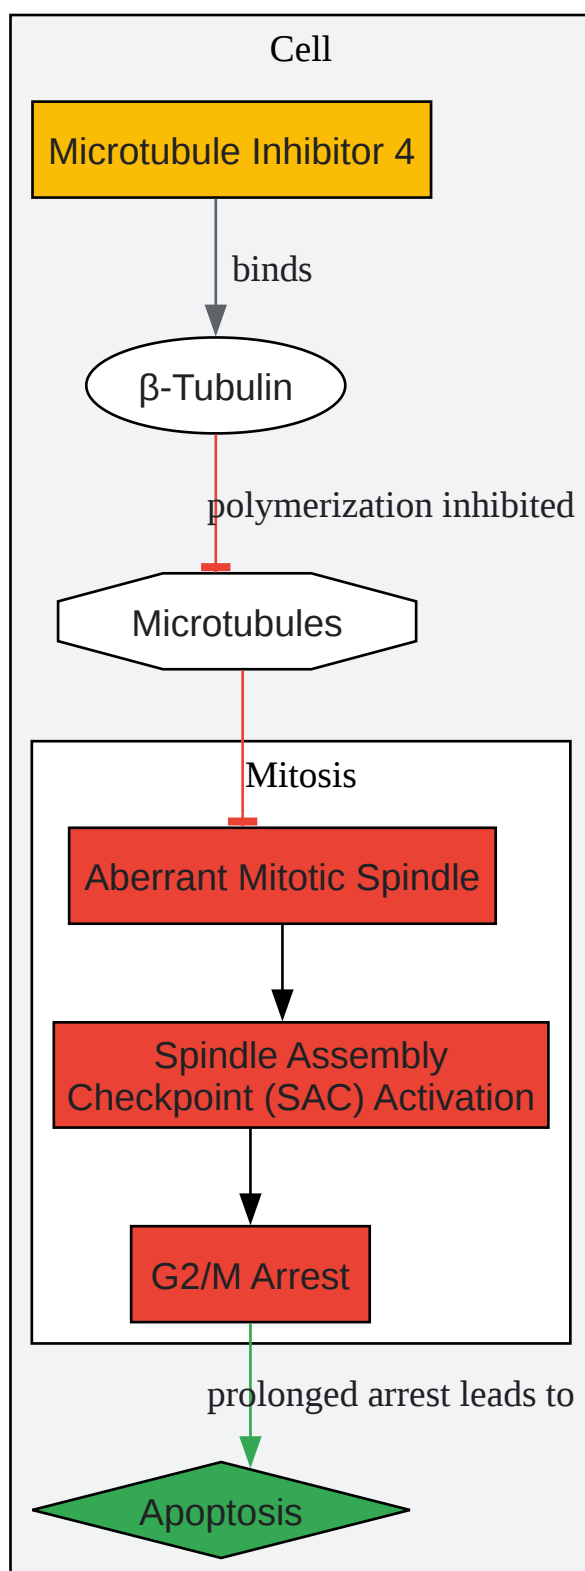 Cell
Microtubule Inhibitor 4
binds
β-Tubulin
polymerization inhibited
Microtubules
Mitosis
Aberrant Mitotic Spindle
Spindle Assembly
Checkpoint (SAC) Activation
G2/M Arrest
prolonged arrest leads to
Apoptosis